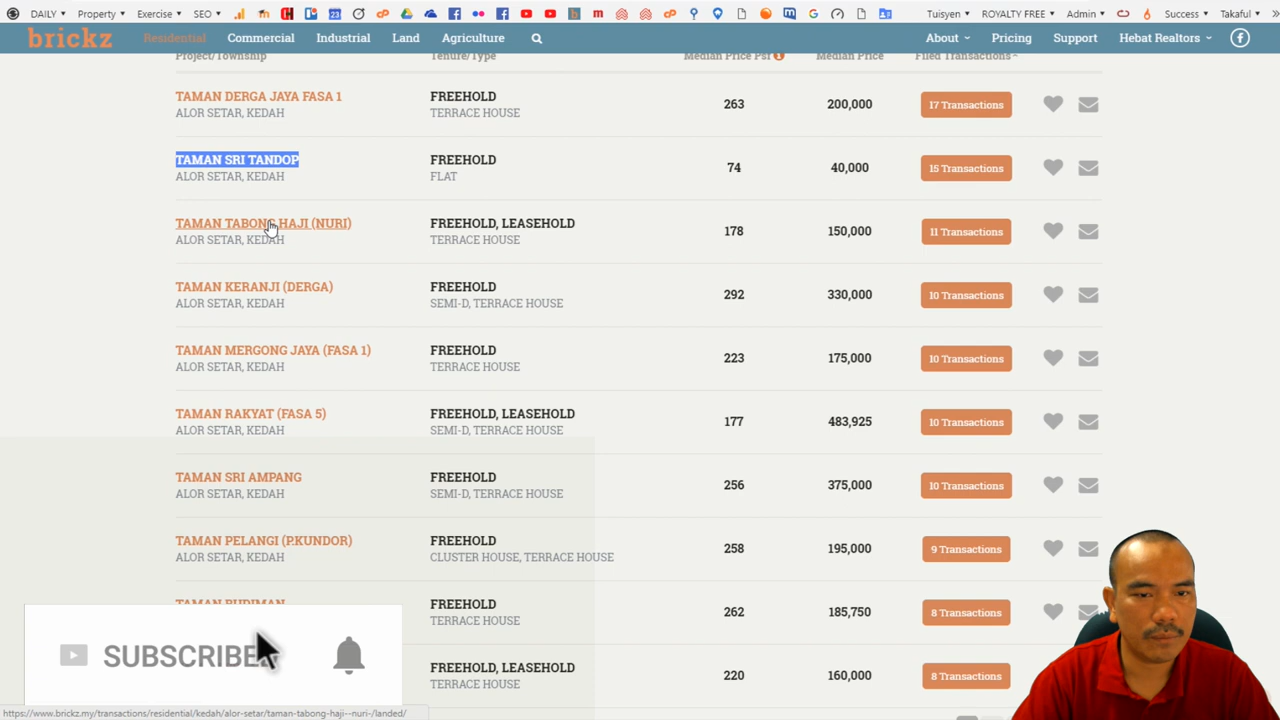 DAILY Property Exercise SEO Tuisyen ROYALTY FREE Admin Success Takaful »
brickz Residential Commercial Industrial Land Agriculture About Pricing Support Hebat Realtors
Project/Township Tenure/Type Median Price Psf Median Price Filed Transactions
TAMAN DERGA JAYA FASA 1 FREEHOLD 263 200,000 17 Transactions
ALOR SETAR, KEDAH TERRACE HOUSE
TAMAN SRI TANDOP FREEHOLD 74 40,000 15 Transactions
ALOR SETAR, KEDAH FLAT
TAMAN TABONG HAJI (NURI) FREEHOLD, LEASEHOLD 178 150,000 11 Transactions
ALOR SETAR, KEDAH TERRACE HOUSE
TAMAN KERANJI (DERGA) FREEHOLD 292 330,000 10 Transactions
ALOR SETAR, KEDAH SEMI-D, TERRACE HOUSE
TAMAN MERGONG JAYA (FASA 1) FREEHOLD 223 175,000 10 Transactions
ALOR SETAR, KEDAH TERRACE HOUSE
TAMAN RAKYAT (FASA 5) FREEHOLD, LEASEHOLD 177 483,925 10 Transactions
ALOR SETAR, KEDAH SEMI-D, TERRACE HOUSE
TAMAN SRI AMPANG FREEHOLD 256 375,000 10 Transactions
ALOR SETAR, KEDAH SEMI-D, TERRACE HOUSE
TAMAN PELANGI (P.KUNDOR) FREEHOLD 258 195,000 9 Transactions
ALOR SETAR, KEDAH CLUSTER HOUSE, TERRACE HOUSE
TAMAN BUDIMAN FREEHOLD 262 185,750 8 Transactions
TERRACE HOUSE
SUBSCRIBE
FREEHOLD, LEASEHOLD 220 160,000 8 Transactions
TERRACE HOUSE
https://www.brickz.my/transactions/residential/kedah/alor-setar/taman-tabong-haji--nuri-/landed/